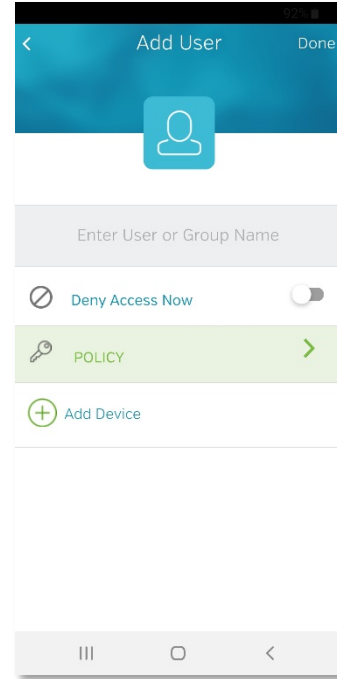 92%
Add User
Done
Enter User or Group Name
Deny Access Now
POLICY
Add Device